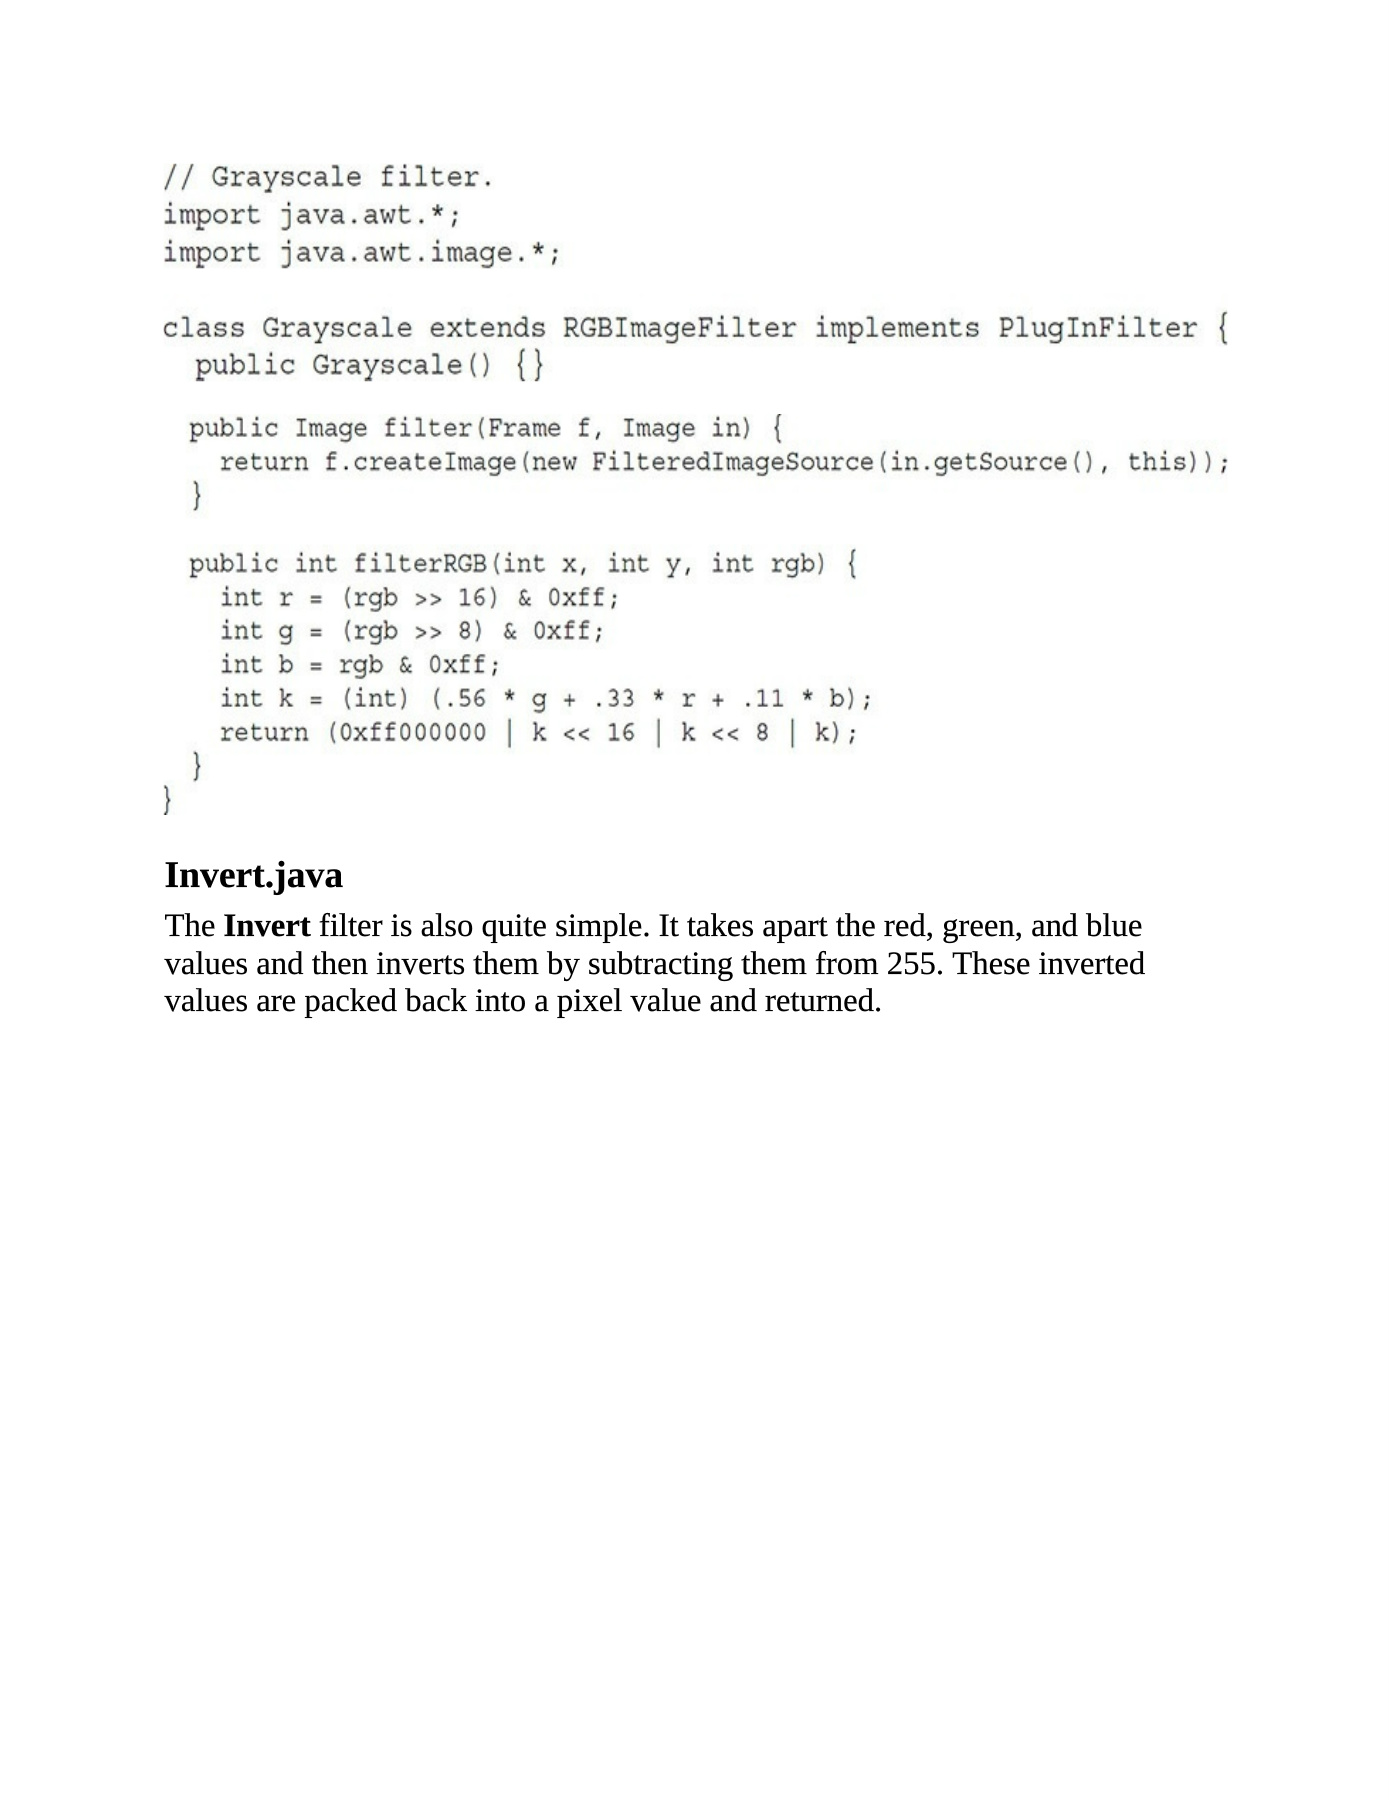 // Grayscale filter.
import java.awt.*;
import java.awt.image.*;
class Grayscale extends RGBImageFilter implements PlugInFilter {
public Grayscale() {}
public Image filter(Frame f, Image in) {
return f.createImage(new FilteredImageSource(in.getSource(), this));
}
public int filterRGB(int x, int y, int rgb) {
int r = (rgb >> 16) & 0xff;
int g = (rgb >> 8) & 0xff;
int b = rgb & 0xff;
int k = (int) (.56 * g + .33 * r + .11 * b);
return (0xff000000 | k << 16 | k << 8 | k);
}
}
Invert.java
The Invert filter is also quite simple. It takes apart the red, green, and blue
values and then inverts them by subtracting them from 255. These inverted
values are packed back into a pixel value and returned.